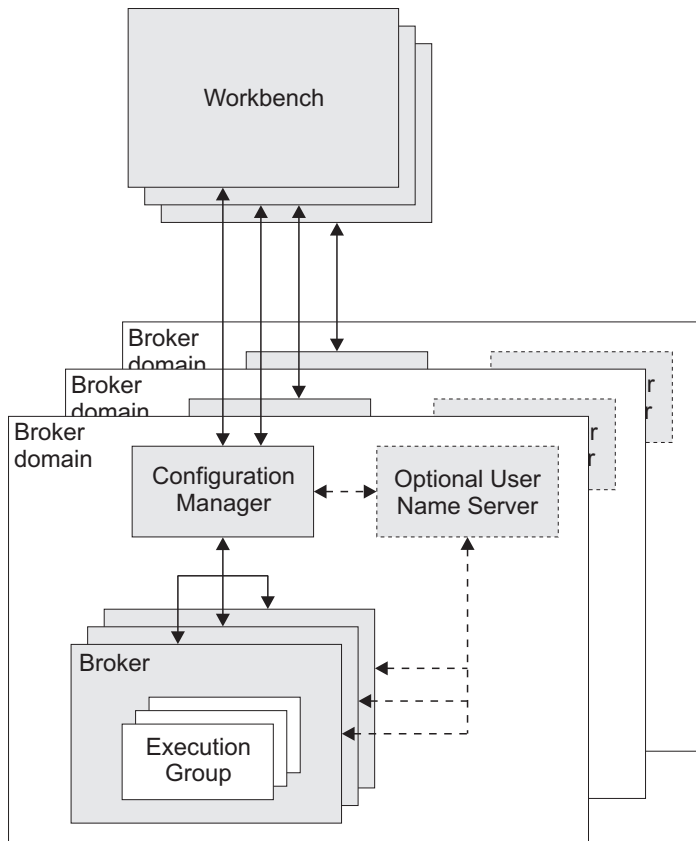 Workbench
Broker
domain
Broker
domain
Broker
domain
Configuration
Manager
Optional User
Name Server
Broker
Execution
Group